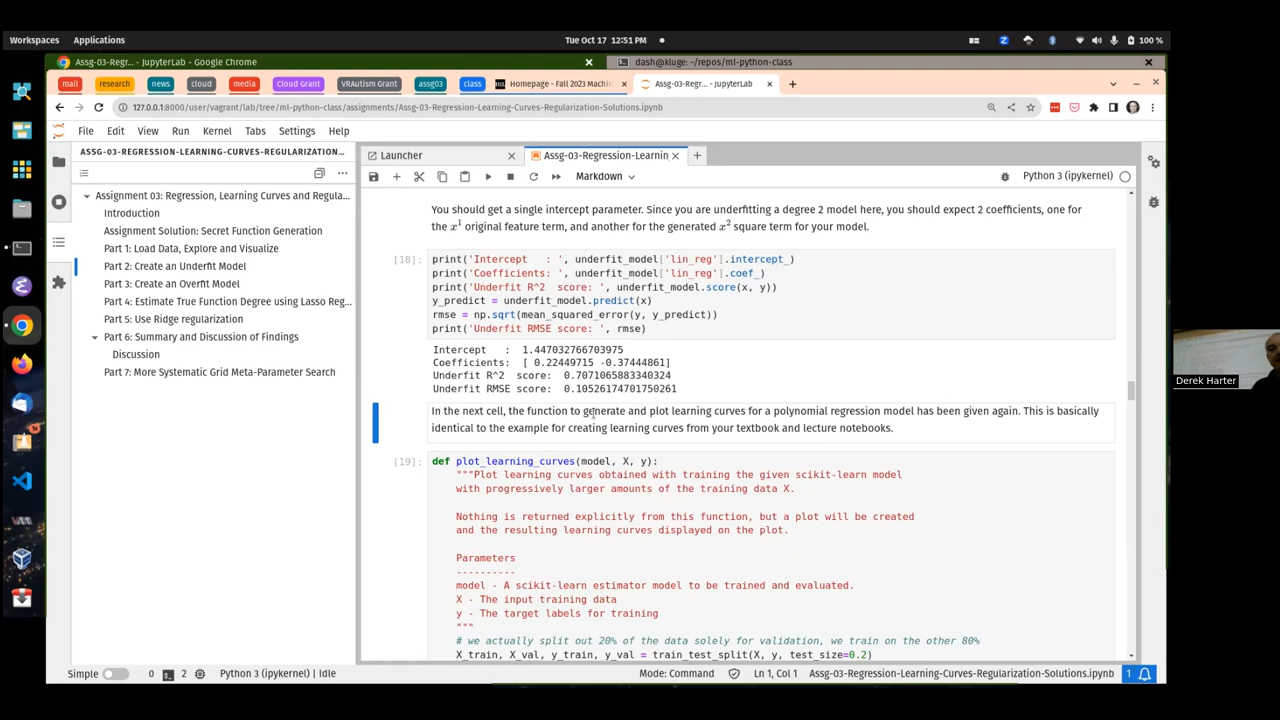 Workspaces Applications Tue Oct 17 12:51 PM 100 %
Assg-03-Regr... - JupyterLab - Google Chrome dash@kluge: ~/repos/ml-python-class
mail research news cloud media Cloud Grant VRAutism Grant assg03 class Homepage - Fall 2023 Machi Assg-03-Regr... - JupyterLab
127.0.0.1:8000/user/vagrant/lab/tree/ml-python-class/assignments/Assg-03-Regression-Learning-Curves-Regularization-Solutions.ipynb
File Edit View Run Kernel Tabs Settings Help
ASSG-03-REGRESSION-LEARNING-CURVES-REGULARIZATION...
Launcher Assg-03-Regression-Learnin
Markdown Python 3 (ipykernel)
Assignment 03: Regression, Learning Curves and Regula...
Introduction
Assignment Solution: Secret Function Generation
Part 1: Load Data, Explore and Visualize
Part 2: Create an Underfit Model
Part 3: Create an Overfit Model
Part 4: Estimate True Function Degree using Lasso Reg...
Part 5: Use Ridge regularization
Part 6: Summary and Discussion of Findings
Discussion
Part 7: More Systematic Grid Meta-Parameter Search
You should get a single intercept parameter. Since you are underfitting a degree 2 model here, you should expect 2 coefficients, one for
the x¹ original feature term, and another for the generated x² square term for your model.
[18]: print('Intercept   : ', underfit_model['lin_reg'].intercept_)
print('Coefficients: ', underfit_model['lin_reg'].coef_)
print('Underfit R^2  score: ', underfit_model.score(x, y))
y_predict = underfit_model.predict(x)
rmse = np.sqrt(mean_squared_error(y, y_predict))
print('Underfit RMSE score: ', rmse)
Intercept   :  1.447032766703975
Coefficients:  [ 0.22449715 -0.37444861]
Underfit R^2  score:  0.7071065883340324
Underfit RMSE score:  0.10526174701750261
In the next cell, the function to generate and plot learning curves for a polynomial regression model has been given again. This is basically
identical to the example for creating learning curves from your textbook and lecture notebooks.
[19]: def plot_learning_curves(model, X, y):
"""Plot learning curves obtained with training the given scikit-learn model
with progressively larger amounts of the training data X.
Nothing is returned explicitly from this function, but a plot will be created
and the resulting learning curves displayed on the plot.
Parameters
----------
model - A scikit-learn estimator model to be trained and evaluated.
X - The input training data
y - The target labels for training
"""
# we actually split out 20% of the data solely for validation, we train on the other 80%
X_train, X_val, y_train, y_val = train_test_split(X, y, test_size=0.2)
Derek Harter
Simple 0 2 Python 3 (ipykernel) | Idle Mode: Command Ln 1, Col 1 Assg-03-Regression-Learning-Curves-Regularization-Solutions.ipynb 1